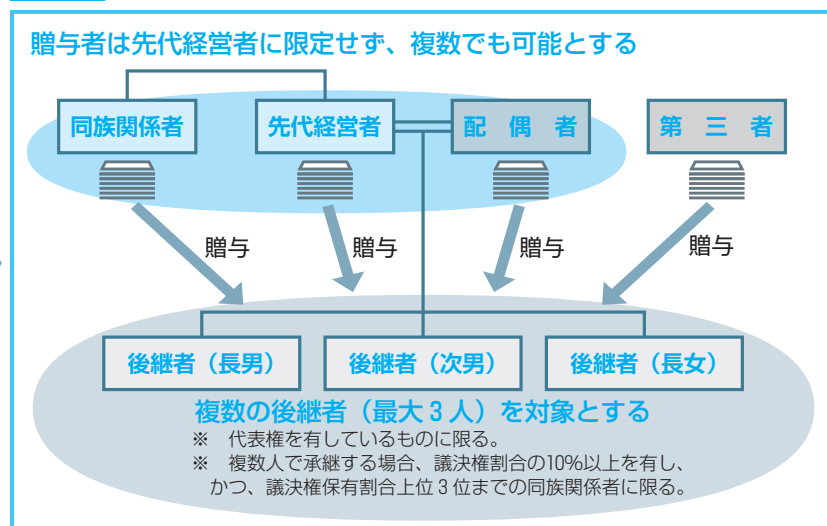 贈与者は先代経営者に限定せず、複数でも可能とする
同族関係者
先代経営者
配偶者
第三者
贈与
贈与
贈与
贈与
後継者（長男）
後継者（次男）
後継者（長女）
複数の後継者（最大3人）を対象とする
※　代表権を有しているものに限る。
※　複数人で承継する場合、議決権割合の10%以上を有し、
かつ、議決権保有割合上位3位までの同族関係者に限る。